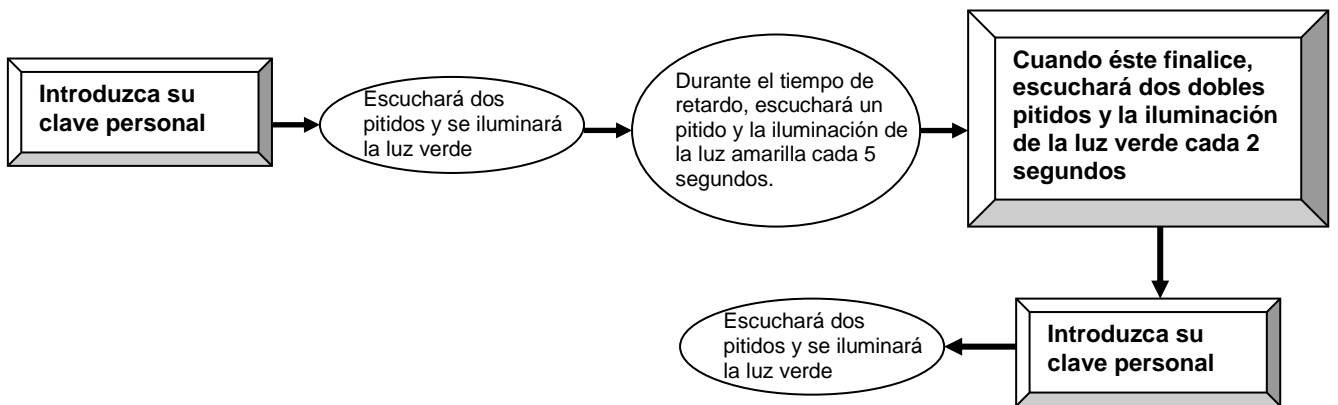 Introduzca su
clave personal
Escuchará dos
pitidos y se iluminará
la luz verde
Durante el tiempo de
retardo, escuchará un
pitido y la iluminación de
la luz amarilla cada 5
segundos.
Cuando éste finalice,
escuchará dos dobles
pitidos y la iluminación
de la luz verde cada 2
segundos
Introduzca su
clave personal
Escuchará dos
pitidos y se iluminará
la luz verde